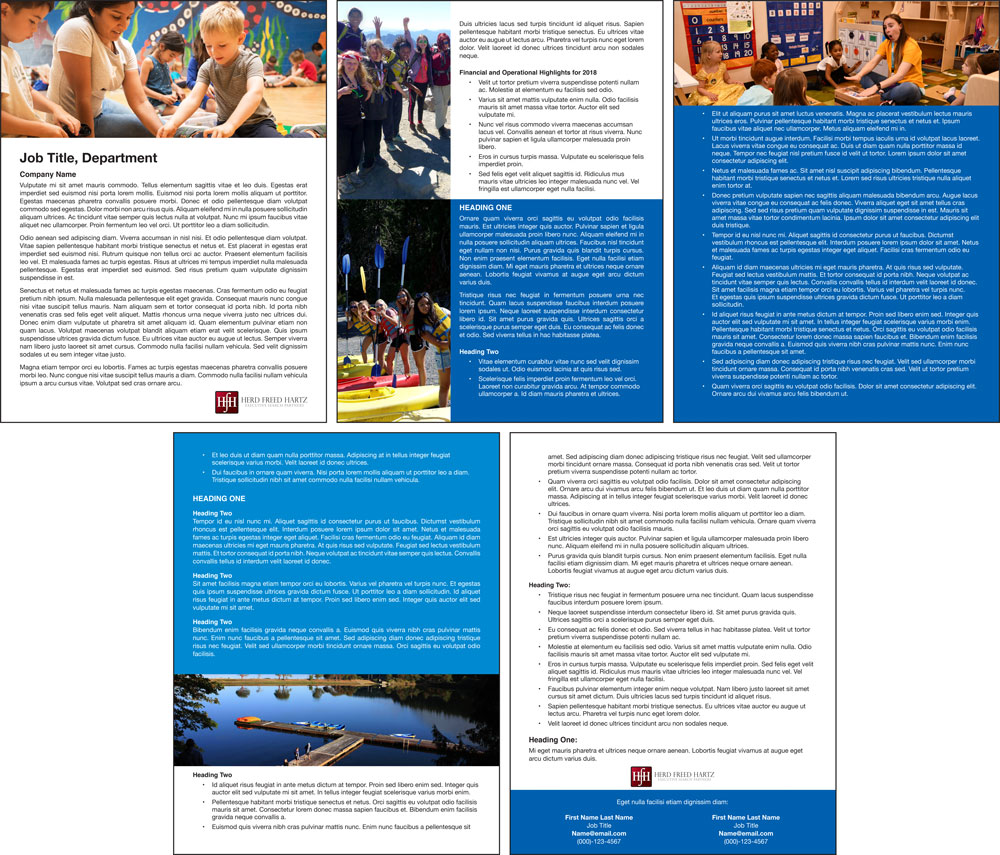 Job Title, Department
Company Name
Vulputate mi sit amet mauris commodo. Tellus elementum sagittis vitae et leo duis. Egestas erat
imperdiet sed euismod nisi porta lorem mollis. Euismod nisi porta lorem mollis aliquam ut porttitor.
Egestas maecenas pharetra convallis posuere morbi. Donec et odio pellentesque diam volutpat
commodo sed egestas. Dolor morbi non arcu risus quis. Aliquam eleifend mi in nulla posuere sollicitudin
aliquam ultrices. Ac tincidunt vitae semper quis lectus nulla at volutpat. Nunc mi ipsum faucibus vitae
aliquet nec ullamcorper. Proin fermentum leo vel orci. Ut porttitor leo a diam sollicitudin.
Odio aenean sed adipiscing diam. Viverra accumsan in nisl nisi. Et odio pellentesque diam volutpat.
Vitae sapien pellentesque habitant morbi tristique senectus et netus et. Est placerat in egestas erat
imperdiet sed euismod nisi. Rutrum quisque non tellus orci ac auctor. Praesent elementum facilisis
leo vel. Et malesuada fames ac turpis egestas. Risus at ultrices mi tempus imperdiet nulla malesuada
pellentesque. Egestas erat imperdiet sed euismod. Sed risus pretium quam vulputate dignissim
suspendisse in est.
Senectus et netus et malesuada fames ac turpis egestas maecenas. Cras fermentum odio eu feugiat
pretium nibh ipsum. Nulla malesuada pellentesque elit eget gravida. Consequat mauris nunc congue
nisi vitae suscipit tellus mauris. Nam aliquam sem et tortor consequat id porta nibh. Id porta nibh
venenatis cras sed felis eget velit aliquet. Mattis rhoncus urna neque viverra justo nec ultrices dui.
Donec enim diam vulputate ut pharetra sit amet aliquam id. Quam elementum pulvinar etiam non
quam lacus. Volutpat maecenas volutpat blandit aliquam etiam erat velit scelerisque. Quis ipsum
suspendisse ultrices gravida dictum fusce. Eu ultrices vitae auctor eu augue ut lectus. Semper viverra
nam libero justo laoreet sit amet cursus. Commodo nulla facilisi nullam vehicula. Sed velit dignissim
sodales ut eu sem integer vitae justo.
Magna etiam tempor orci eu lobortis. Fames ac turpis egestas maecenas pharetra convallis posuere
morbi leo. Nunc congue nisi vitae suscipit tellus mauris a diam. Commodo nulla facilisi nullam vehicula
ipsum a arcu cursus vitae. Volutpat sed cras ornare arcu.
HfH HERD FREED HARTZ
EXECUTIVE SEARCH PARTNERS
Duis ultricies lacus sed turpis tincidunt id aliquet risus. Sapien
pellentesque habitant morbi tristique senectus. Eu ultrices vitae
auctor eu augue ut lectus arcu. Pharetra vel turpis nunc eget lorem
dolor. Velit laoreet id donec ultrices tincidunt arcu non sodales
neque.
Financial and Operational Highlights for 2018
• Velit ut tortor pretium viverra suspendisse potenti nullam
ac. Molestie at elementum eu facilisis sed odio.
• Varius sit amet mattis vulputate enim nulla. Odio facilisis
mauris sit amet massa vitae tortor. Auctor elit sed
vulputate mi.
• Nunc vel risus commodo viverra maecenas accumsan
lacus vel. Convallis aenean et tortor at risus viverra. Nunc
pulvinar sapien et ligula ullamcorper malesuada proin
libero.
• Eros in cursus turpis massa. Vulputate eu scelerisque felis
imperdiet proin.
• Sed felis eget velit aliquet sagittis id. Ridiculus mus
mauris vitae ultricies leo integer malesuada nunc vel. Vel
fringilla est ullamcorper eget nulla facilisi.
HEADING ONE
Ornare quam viverra orci sagittis eu volutpat odio facilisis
mauris. Est ultricies integer quis auctor. Pulvinar sapien et ligula
ullamcorper malesuada proin libero nunc. Aliquam eleifend mi in
nulla posuere sollicitudin aliquam ultrices. Faucibus nisl tincidunt
eget nullam non nisi. Purus gravida quis blandit turpis cursus.
Non enim praesent elementum facilisis. Eget nulla facilisi etiam
dignissim diam. Mi eget mauris pharetra et ultrices neque ornare
aenean. Lobortis feugiat vivamus at augue eget arcu dictum
varius duis.
Tristique risus nec feugiat in fermentum posuere urna nec
tincidunt. Quam lacus suspendisse faucibus interdum posuere
lorem ipsum. Neque laoreet suspendisse interdum consectetur
libero id. Sit amet purus gravida quis. Ultrices sagittis orci a
scelerisque purus semper eget duis. Eu consequat ac felis donec
et odio. Sed viverra tellus in hac habitasse platea.
Heading Two
• Vitae elementum curabitur vitae nunc sed velit dignissim
sodales ut. Odio euismod lacinia at quis risus sed.
• Scelerisque felis imperdiet proin fermentum leo vel orci.
Laoreet non curabitur gravida arcu. At tempor commodo
ullamcorper a. Id diam mauris pharetra et ultrices.
• Elit ut aliquam purus sit amet luctus venenatis. Magna ac placerat vestibulum lectus mauris
ultrices eros. Pulvinar pellentesque habitant morbi tristique senectus et netus et. Ipsum
faucibus vitae aliquet nec ullamcorper. Metus aliquam eleifend mi in.
• Ut morbi tincidunt augue interdum. Facilisi morbi tempus iaculis urna id volutpat lacus laoreet.
Lacus viverra vitae congue eu consequat ac. Duis ut diam quam nulla porttitor massa id
neque. Tempor nec feugiat nisl pretium fusce id velit ut tortor. Lorem ipsum dolor sit amet
consectetur adipiscing elit.
• Netus et malesuada fames ac. Sit amet nisl suscipit adipiscing bibendum. Pellentesque
habitant morbi tristique senectus et netus et. Lorem sed risus ultricies tristique nulla aliquet
enim tortor at.
• Donec pretium vulputate sapien nec sagittis aliquam malesuada bibendum arcu. Augue lacus
viverra vitae congue eu consequat ac felis donec. Viverra aliquet eget sit amet tellus cras
adipiscing. Sed sed risus pretium quam vulputate dignissim suspendisse in est. Mauris sit
amet massa vitae tortor condimentum lacinia. Ipsum dolor sit amet consectetur adipiscing elit
duis tristique.
• Tempor id eu nisl nunc mi. Aliquet sagittis id consectetur purus ut faucibus. Dictumst
vestibulum rhoncus est pellentesque elit. Interdum posuere lorem ipsum dolor sit amet. Netus
et malesuada fames ac turpis egestas integer eget aliquet. Facilisi cras fermentum odio eu
feugiat.
• Aliquam id diam maecenas ultricies mi eget mauris pharetra. At quis risus sed vulputate.
Feugiat sed lectus vestibulum mattis. Et tortor consequat id porta nibh. Neque volutpat ac
tincidunt vitae semper quis lectus. Convallis convallis tellus id interdum velit laoreet id donec.
Sit amet facilisis magna etiam tempor orci eu lobortis. Varius vel pharetra vel turpis nunc.
Et egestas quis ipsum suspendisse ultrices gravida dictum fusce. Ut porttitor leo a diam
sollicitudin.
• Id aliquet risus feugiat in ante metus dictum at tempor. Proin sed libero enim sed. Integer quis
auctor elit sed vulputate mi sit amet. In tellus integer feugiat scelerisque varius morbi enim.
Pellentesque habitant morbi tristique senectus et netus. Orci sagittis eu volutpat odio facilisis
mauris sit amet. Consectetur lorem donec massa sapien faucibus et. Bibendum enim facilisis
gravida neque convallis a. Euismod quis viverra nibh cras pulvinar mattis nunc. Enim nunc
faucibus a pellentesque sit amet.
• Sed adipiscing diam donec adipiscing tristique risus nec feugiat. Velit sed ullamcorper morbi
tincidunt ornare massa. Consequat id porta nibh venenatis cras sed. Velit ut tortor pretium
viverra suspendisse potenti nullam ac tortor.
• Quam viverra orci sagittis eu volutpat odio facilisis. Dolor sit amet consectetur adipiscing elit.
Ornare arcu dui vivamus arcu felis bibendum ut.
• Et leo duis ut diam quam nulla porttitor massa. Adipiscing at in tellus integer feugiat
scelerisque varius morbi. Velit laoreet id donec ultrices.
• Dui faucibus in ornare quam viverra. Nisi porta lorem mollis aliquam ut porttitor leo a diam.
Tristique sollicitudin nibh sit amet commodo nulla facilisi nullam vehicula.
HEADING ONE
Heading Two
Tempor id eu nisl nunc mi. Aliquet sagittis id consectetur purus ut faucibus. Dictumst vestibulum
rhoncus est pellentesque elit. Interdum posuere lorem ipsum dolor sit amet. Netus et malesuada
fames ac turpis egestas integer eget aliquet. Facilisi cras fermentum odio eu feugiat. Aliquam id diam
maecenas ultricies mi eget mauris pharetra. At quis risus sed vulputate. Feugiat sed lectus vestibulum
mattis. Et tortor consequat id porta nibh. Neque volutpat ac tincidunt vitae semper quis lectus. Convallis
convallis tellus id interdum velit laoreet id donec.
Heading Two
Sit amet facilisis magna etiam tempor orci eu lobortis. Varius vel pharetra vel turpis nunc. Et egestas
quis ipsum suspendisse ultrices gravida dictum fusce. Ut porttitor leo a diam sollicitudin. Id aliquet
risus feugiat in ante metus dictum at tempor. Proin sed libero enim sed. Integer quis auctor elit sed
vulputate mi sit amet.
Heading Two
Bibendum enim facilisis gravida neque convallis a. Euismod quis viverra nibh cras pulvinar mattis
nunc. Enim nunc faucibus a pellentesque sit amet. Sed adipiscing diam donec adipiscing tristique
risus nec feugiat. Velit sed ullamcorper morbi tincidunt ornare massa. Orci sagittis eu volutpat odio
facilisis.
Heading Two
• Id aliquet risus feugiat in ante metus dictum at tempor. Proin sed libero enim sed. Integer quis
auctor elit sed vulputate mi sit amet. In tellus integer feugiat scelerisque varius morbi enim.
• Pellentesque habitant morbi tristique senectus et netus. Orci sagittis eu volutpat odio facilisis
mauris sit amet. Consectetur lorem donec massa sapien faucibus et. Bibendum enim facilisis
gravida neque convallis a.
• Euismod quis viverra nibh cras pulvinar mattis nunc. Enim nunc faucibus a pellentesque sit
amet. Sed adipiscing diam donec adipiscing tristique risus nec feugiat. Velit sed ullamcorper
morbi tincidunt ornare massa. Consequat id porta nibh venenatis cras sed. Velit ut tortor
pretium viverra suspendisse potenti nullam ac tortor.
• Quam viverra orci sagittis eu volutpat odio facilisis. Dolor sit amet consectetur adipiscing
elit. Ornare arcu dui vivamus arcu felis bibendum ut. Et leo duis ut diam quam nulla porttitor
massa. Adipiscing at in tellus integer feugiat scelerisque varius morbi. Velit laoreet id donec
ultrices.
• Dui faucibus in ornare quam viverra. Nisi porta lorem mollis aliquam ut porttitor leo a diam.
Tristique sollicitudin nibh sit amet commodo nulla facilisi nullam vehicula. Ornare quam viverra
orci sagittis eu volutpat odio facilisis mauris.
• Est ultricies integer quis auctor. Pulvinar sapien et ligula ullamcorper malesuada proin libero
nunc. Aliquam eleifend mi in nulla posuere sollicitudin aliquam ultrices.
• Purus gravida quis blandit turpis cursus. Non enim praesent elementum facilisis. Eget nulla
facilisi etiam dignissim diam. Mi eget mauris pharetra et ultrices neque ornare aenean.
Lobortis feugiat vivamus at augue eget arcu dictum varius duis.
Heading Two:
• Tristique risus nec feugiat in fermentum posuere urna nec tincidunt. Quam lacus suspendisse
faucibus interdum posuere lorem ipsum.
• Neque laoreet suspendisse interdum consectetur libero id. Sit amet purus gravida quis.
Ultrices sagittis orci a scelerisque purus semper eget duis.
• Eu consequat ac felis donec et odio. Sed viverra tellus in hac habitasse platea. Velit ut tortor
pretium viverra suspendisse potenti nullam ac.
• Molestie at elementum eu facilisis sed odio. Varius sit amet mattis vulputate enim nulla. Odio
facilisis mauris sit amet massa vitae tortor. Auctor elit sed vulputate mi.
• Eros in cursus turpis massa. Vulputate eu scelerisque felis imperdiet proin. Sed felis eget velit
aliquet sagittis id. Ridiculus mus mauris vitae ultricies leo integer malesuada nunc vel. Vel
fringilla est ullamcorper eget nulla facilisi.
• Faucibus pulvinar elementum integer enim neque volutpat. Nam libero justo laoreet sit amet
cursus sit amet dictum. Duis ultricies lacus sed turpis tincidunt id aliquet risus.
• Sapien pellentesque habitant morbi tristique senectus. Eu ultrices vitae auctor eu augue ut
lectus arcu. Pharetra vel turpis nunc eget lorem dolor.
• Velit laoreet id donec ultrices tincidunt arcu non sodales neque.
Heading One:
Mi eget mauris pharetra et ultrices neque ornare aenean. Lobortis feugiat vivamus at augue eget
arcu dictum varius duis.
HfH HERD FREED HARTZ
EXECUTIVE SEARCH PARTNERS
Eget nulla facilisi etiam dignissim diam:
First Name Last Name
Job Title
Name@email.com
(000)-123-4567
First Name Last Name
Job Title
Name@email.com
(000)-123-4567